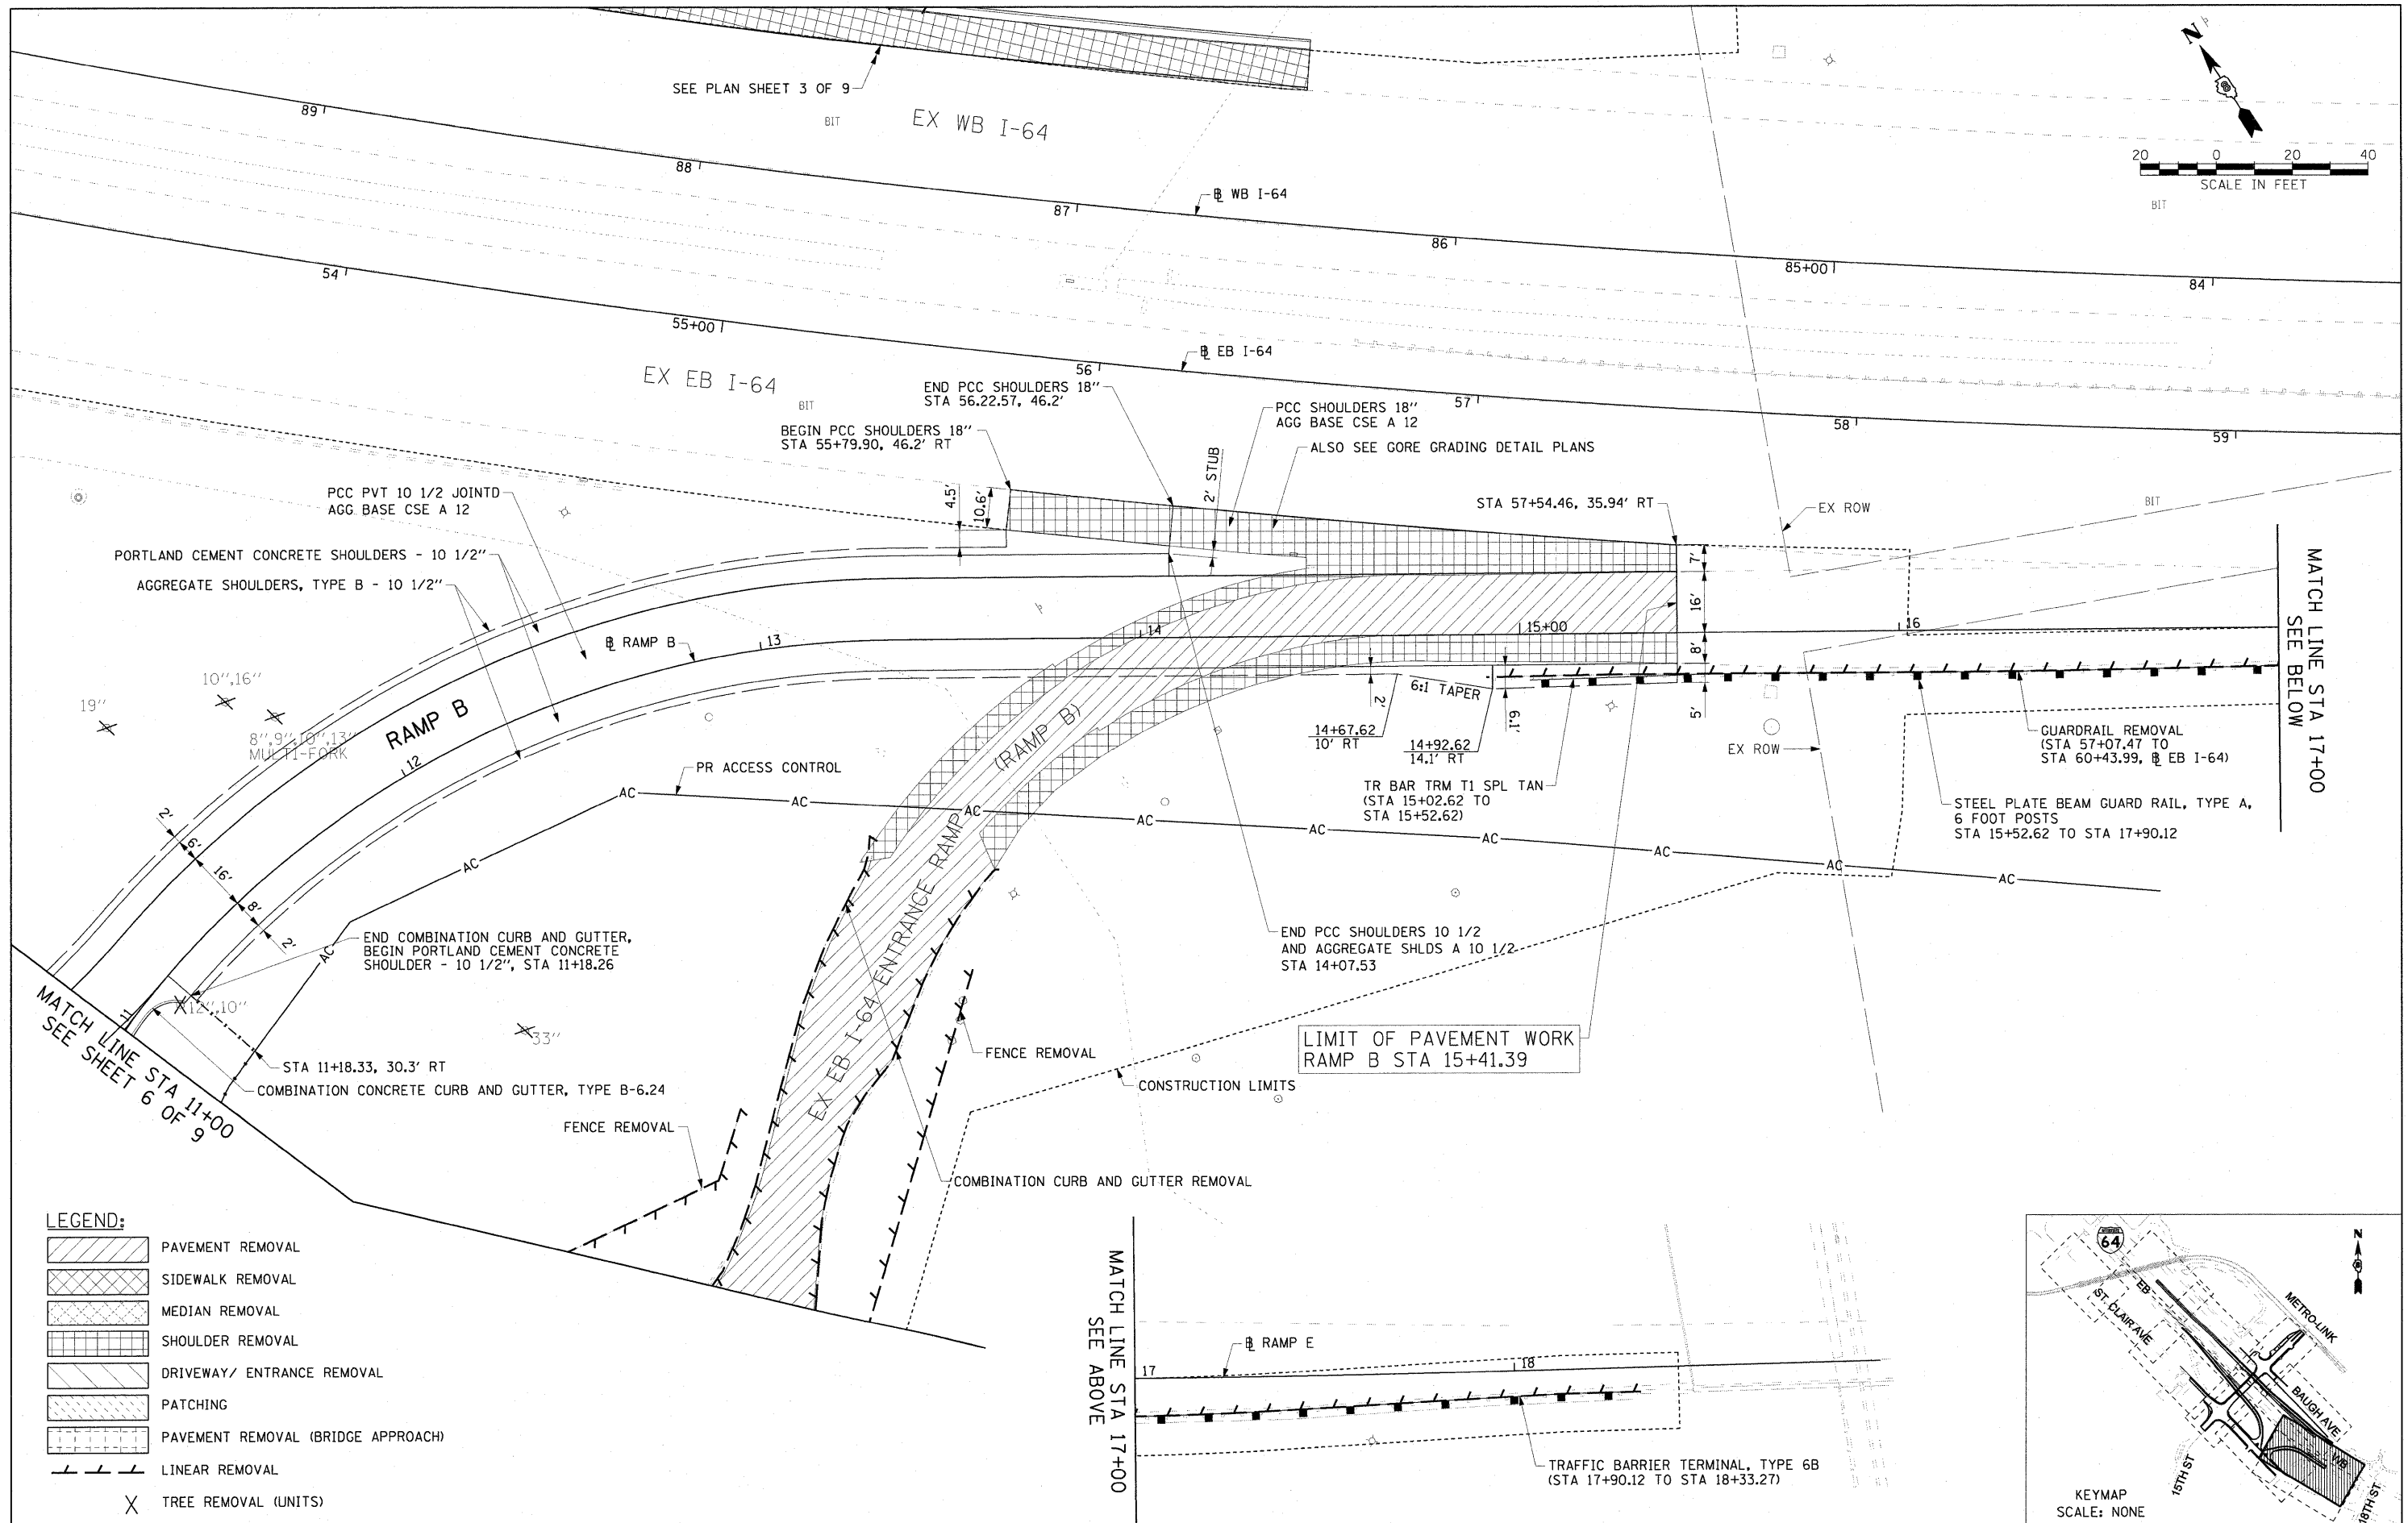 SEE PLAN SHEET 3 OF 9
BIT
EX WB I-64
N
20 0 20 40
SCALE IN FEET
BIT
89
88
87
86
85+00
84
℄ WB I-64
54
55+00
56
57
58
59
℄ EB I-64
EX EB I-64
BIT
END PCC SHOULDERS 18"
STA 56.22.57, 46.2'
BEGIN PCC SHOULDERS 18"
STA 55+79.90, 46.2' RT
PCC SHOULDERS 18"
AGG BASE CSE A 12
ALSO SEE GORE GRADING DETAIL PLANS
2' STUB
4.5'
10.6'
PCC PVT 10 1/2 JOINTD
AGG BASE CSE A 12
PORTLAND CEMENT CONCRETE SHOULDERS - 10 1/2"
AGGREGATE SHOULDERS, TYPE B - 10 1/2"
STA 57+54.46, 35.94' RT
EX ROW
BIT
7'
16'
8'
5'
℄ RAMP B
13
14
15+00
16
12
11
10",16"
19"
8",9",10",13"
MULTI-FORK
RAMP B
2'
6:1 TAPER
6.1'
14+67.62
10' RT
14+92.62
14.1' RT
TR BAR TRM T1 SPL TAN
(STA 15+02.62 TO
STA 15+52.62)
EX ROW
GUARDRAIL REMOVAL
(STA 57+07.47 TO
STA 60+43.99, ℄ EB I-64)
STEEL PLATE BEAM GUARD RAIL, TYPE A,
6 FOOT POSTS
STA 15+52.62 TO STA 17+90.12
MATCH LINE STA 17+00
SEE BELOW
PR ACCESS CONTROL
AC AC AC AC AC AC AC AC AC AC AC
2'
6'
16'
8'
2'
EX EB I-64 ENTRANCE RAMP (RAMP B)
END COMBINATION CURB AND GUTTER,
BEGIN PORTLAND CEMENT CONCRETE
SHOULDER - 10 1/2", STA 11+18.26
12",10"
33"
MATCH LINE STA 11+00
SEE SHEET 6 OF 9
STA 11+18.33, 30.3' RT
COMBINATION CONCRETE CURB AND GUTTER, TYPE B-6.24
FENCE REMOVAL
FENCE REMOVAL
END PCC SHOULDERS 10 1/2
AND AGGREGATE SHLDS A 10 1/2
STA 14+07.53
LIMIT OF PAVEMENT WORK
RAMP B STA 15+41.39
CONSTRUCTION LIMITS
COMBINATION CURB AND GUTTER REMOVAL
LEGEND:
PAVEMENT REMOVAL
SIDEWALK REMOVAL
MEDIAN REMOVAL
SHOULDER REMOVAL
DRIVEWAY/ ENTRANCE REMOVAL
PATCHING
PAVEMENT REMOVAL (BRIDGE APPROACH)
LINEAR REMOVAL
X TREE REMOVAL (UNITS)
MATCH LINE STA 17+00
SEE ABOVE
17
18
℄ RAMP E
TRAFFIC BARRIER TERMINAL, TYPE 6B
(STA 17+90.12 TO STA 18+33.27)
64
N
EB
ST. CLAIR AVE
METRO-LINK
BAUGH AVE
WB
15TH ST
18TH ST
KEYMAP
SCALE: NONE